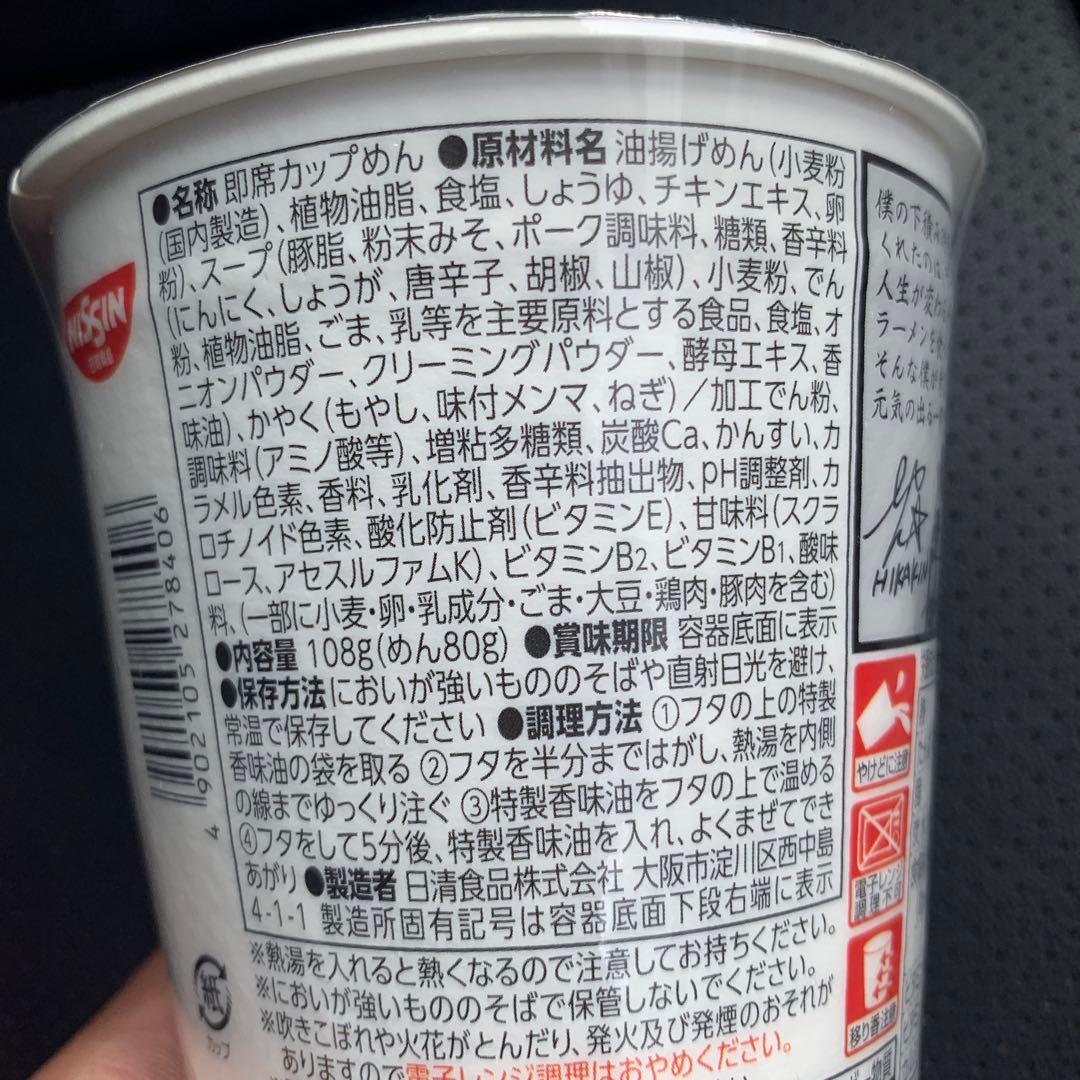 ●名称 即席カップめん ●原材料名 油揚げめん(小麦粉
(国内製造)、植物油脂、食塩、しょうゆ、チキンエキス、卵
粉)、スープ(豚脂、粉末みそ、ポーク調味料、糖類、香辛料
(にんにく、しょうが、唐辛子、胡椒、山椒)、小麦粉、でん
粉、植物油脂、ごま、乳等を主要原料とする食品、食塩、オ
ニオンパウダー、クリーミングパウダー、酵母エキス、香
味油)、かやく(もやし、味付メンマ、ねぎ)/加工でん粉、
調味料(アミノ酸等)、増粘多糖類、炭酸Ca、かんすい、カ
ラメル色素、香料、乳化剤、香辛料抽出物、pH調整剤、カ
ロチノイド色素、酸化防止剤(ビタミンE)、甘味料(スクラ
ロース、アセスルファムK)、ビタミンB2、ビタミンB1、酸味
料、(一部に小麦・卵・乳成分・ごま・大豆・鶏肉・豚肉を含む)
●内容量 108g(めん80g) ●賞味期限 容器底面に表示
●保存方法 においが強いもののそばや直射日光を避け、
常温で保存してください ●調理方法 ①フタの上の特製
香味油の袋を取る ②フタを半分まではがし、熱湯を内側
の線までゆっくり注ぐ ③特製香味油をフタの上で温める
④フタをして5分後、特製香味油を入れ、よくまぜてでき
あがり ●製造者 日清食品株式会社 大阪市淀川区西中島
4-1-1 製造所固有記号は容器底面下段右端に表示
※熱湯を入れると熱くなるので注意してお持ちください。
※においが強いもののそばで保管しないでください。
※吹きこぼれや火花がとんだり、発火及び発煙のおそれが
ありますので電子レンジ調理はおやめください。
NISSIN
日清食品
4 902105 278406
紙
カップ
僕の下積み
くれたのは
人生が変わ
ラーメンを
そんな僕が
元気の出る
HIKAKIN
やけどに注意
電子レンジ
調理不可
移り香注意